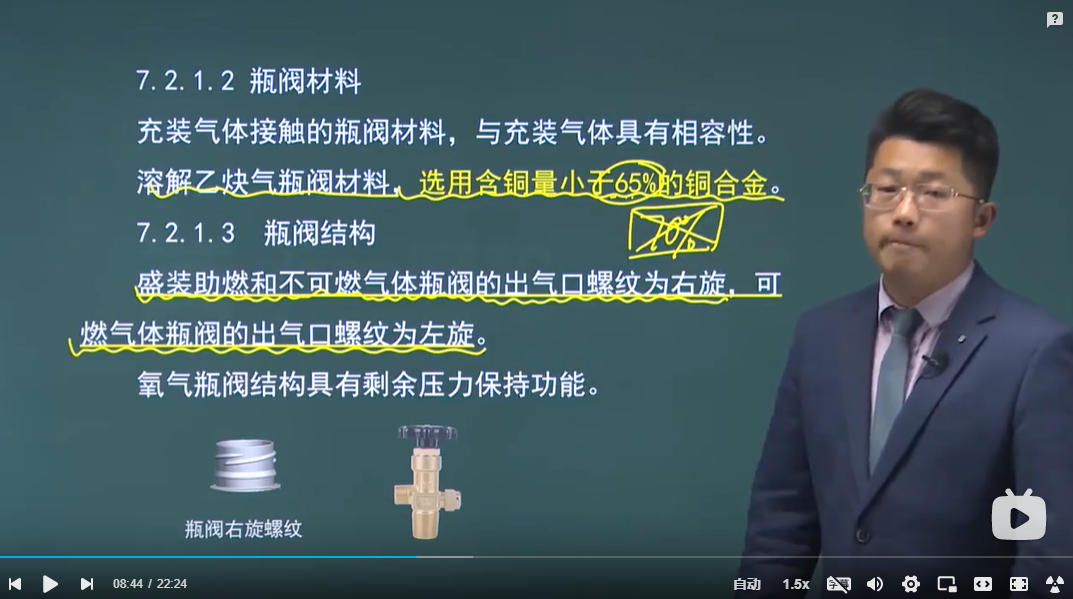 7.2.1.2 瓶阀材料
充装气体接触的瓶阀材料，与充装气体具有相容性。
溶解乙炔气瓶阀材料，选用含铜量小于65%的铜合金。
70%
7.2.1.3 瓶阀结构
盛装助燃和不可燃气体瓶阀的出气口螺纹为右旋，可
燃气体瓶阀的出气口螺纹为左旋。
氧气瓶阀结构具有剩余压力保持功能。
瓶阀右旋螺纹
08:44 / 22:24
自动 1.5x 字幕